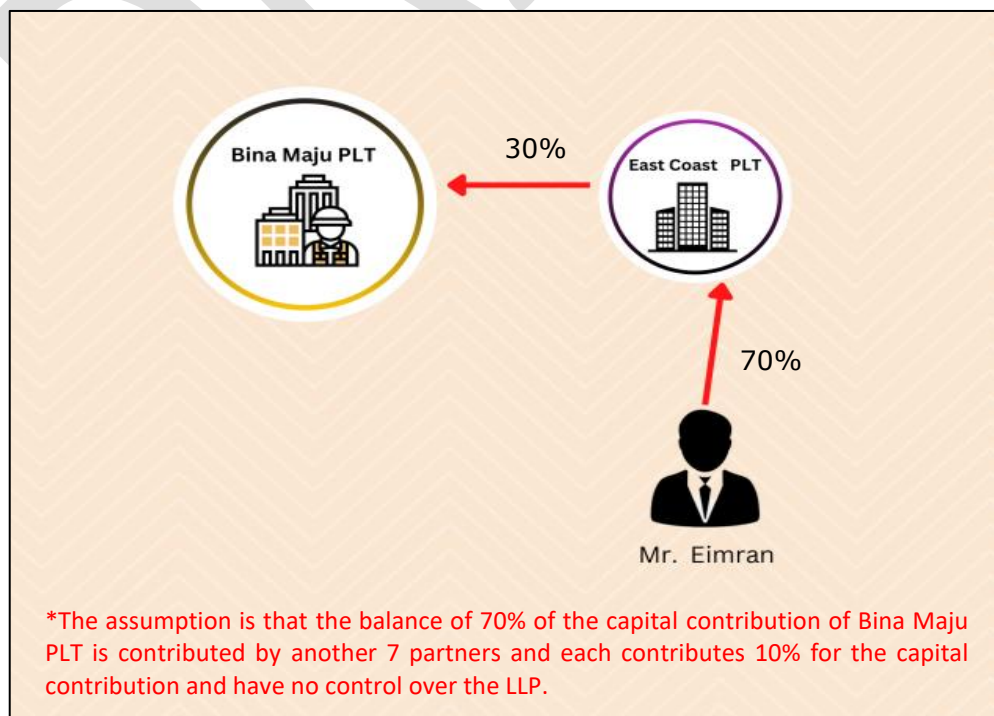 Bina Maju PLT
30%
East Coast PLT
70%
Mr. Eimran
*The assumption is that the balance of 70% of the capital contribution of Bina Maju
PLT is contributed by another 7 partners and each contributes 10% for the capital
contribution and have no control over the LLP.